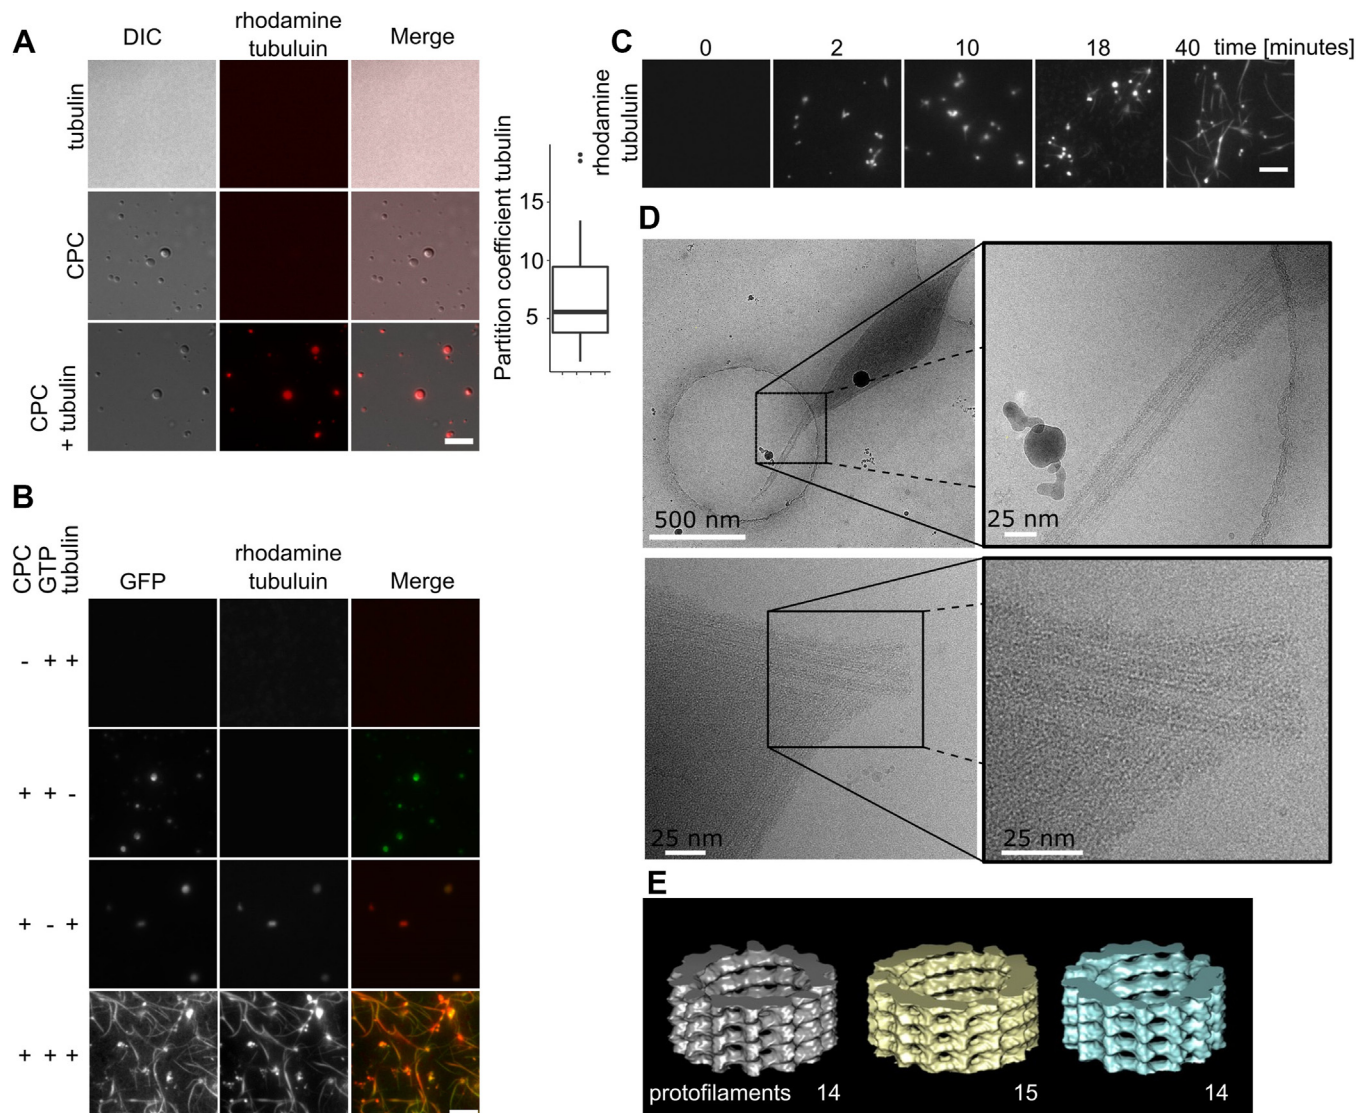 A
DIC
rhodamine
tubuluin
Merge
tubulin
CPC
CPC
+ tubulin
Partition coefficient tubulin
15
10
5
B
CPC
GTP
tubulin
GFP
rhodamine
tubuluin
Merge
- + +
+ + -
+ - +
+ + +
C
0 2 10 18 40 time [minutes]
rhodamine
tubuluin
D
500 nm
25 nm
25 nm
25 nm
E
protofilaments 14 15 14